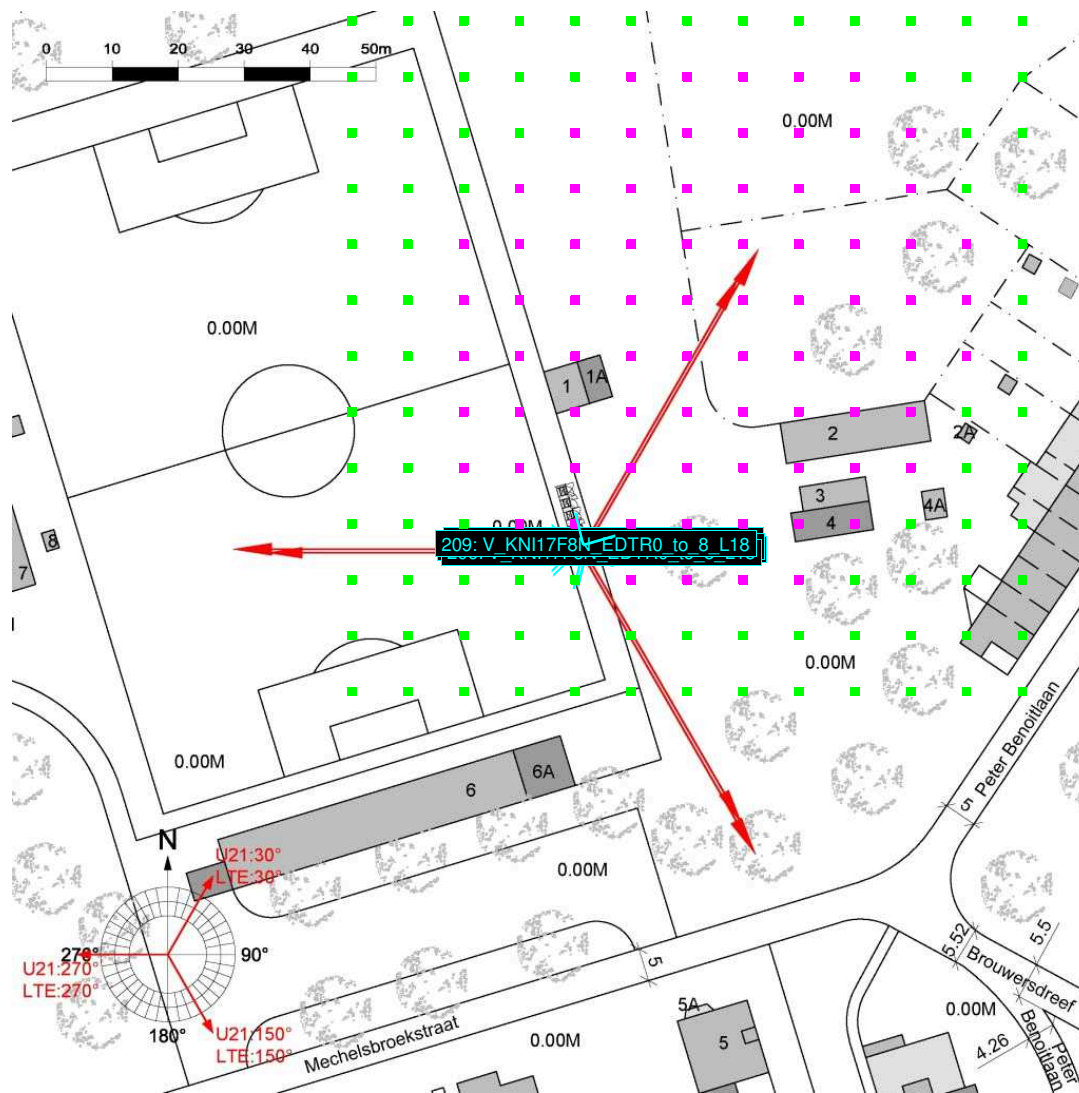 0 10 20 30 40 50m
0.00M
0.00M
1 1A
2 2A
3
4 4A
8
7
0.00M
209: V_KNI17F8N_EDTR0_to_8_L18
0.00M
0.00M
6 6A
Peter Benoitlaan
5
N
U21:30°
LTE:30°
0.00M
270° 90°
U21:270°
LTE:270°
180°
U21:150°
LTE:150°
5
5.52
5.5
Brouwersdreef
Mechelsbroekstraat
0.00M
5A
5
0.00M
4.26
Peter
Benoitlaan